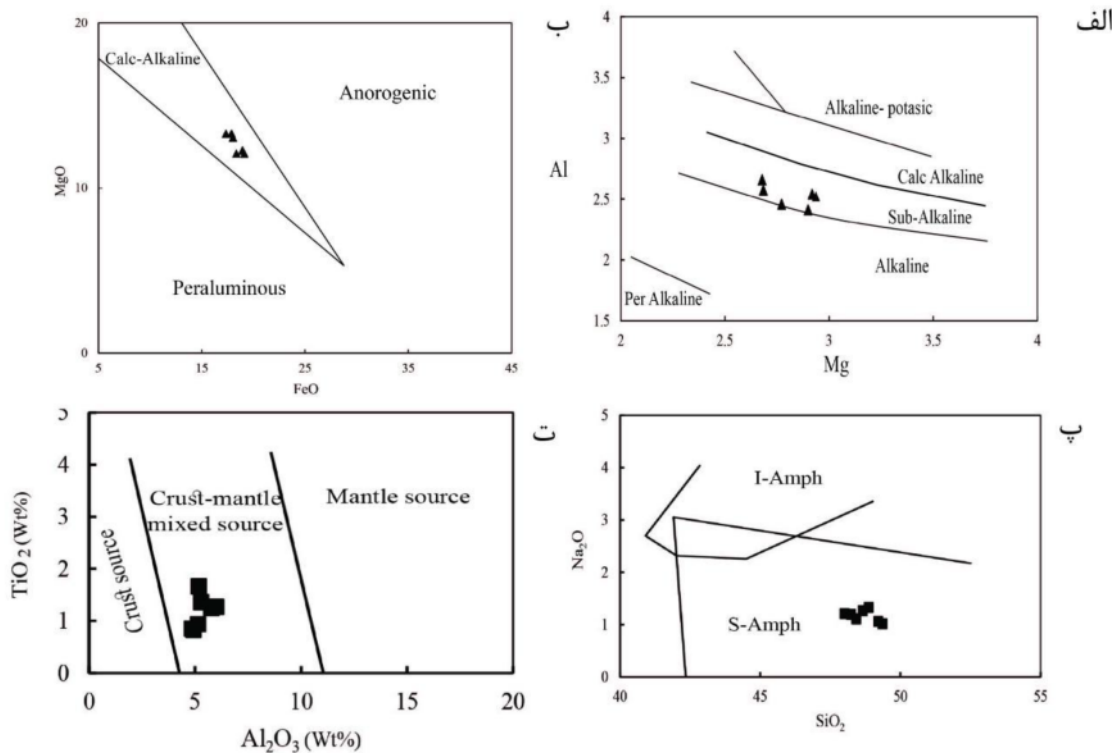 الف
4
3.5
3
2.5
2
1.5
Al
Alkaline- potasic
Calc Alkaline
Sub-Alkaline
Alkaline
Per Alkaline
2
2.5
3
3.5
4
Mg
ب
20
10
0
MgO
Calc-Alkaline
Anorogenic
Peraluminous
5
15
25
35
45
FeO
پ
5
4
3
2
1
0
Na2O
I-Amph
S-Amph
40
45
50
55
SiO2
ت
5
4
3
2
1
0
TiO2 (Wt%)
Crust source
Crust-mantle
mixed source
Mantle source
0
5
10
15
20
Al2O3 (Wt%)